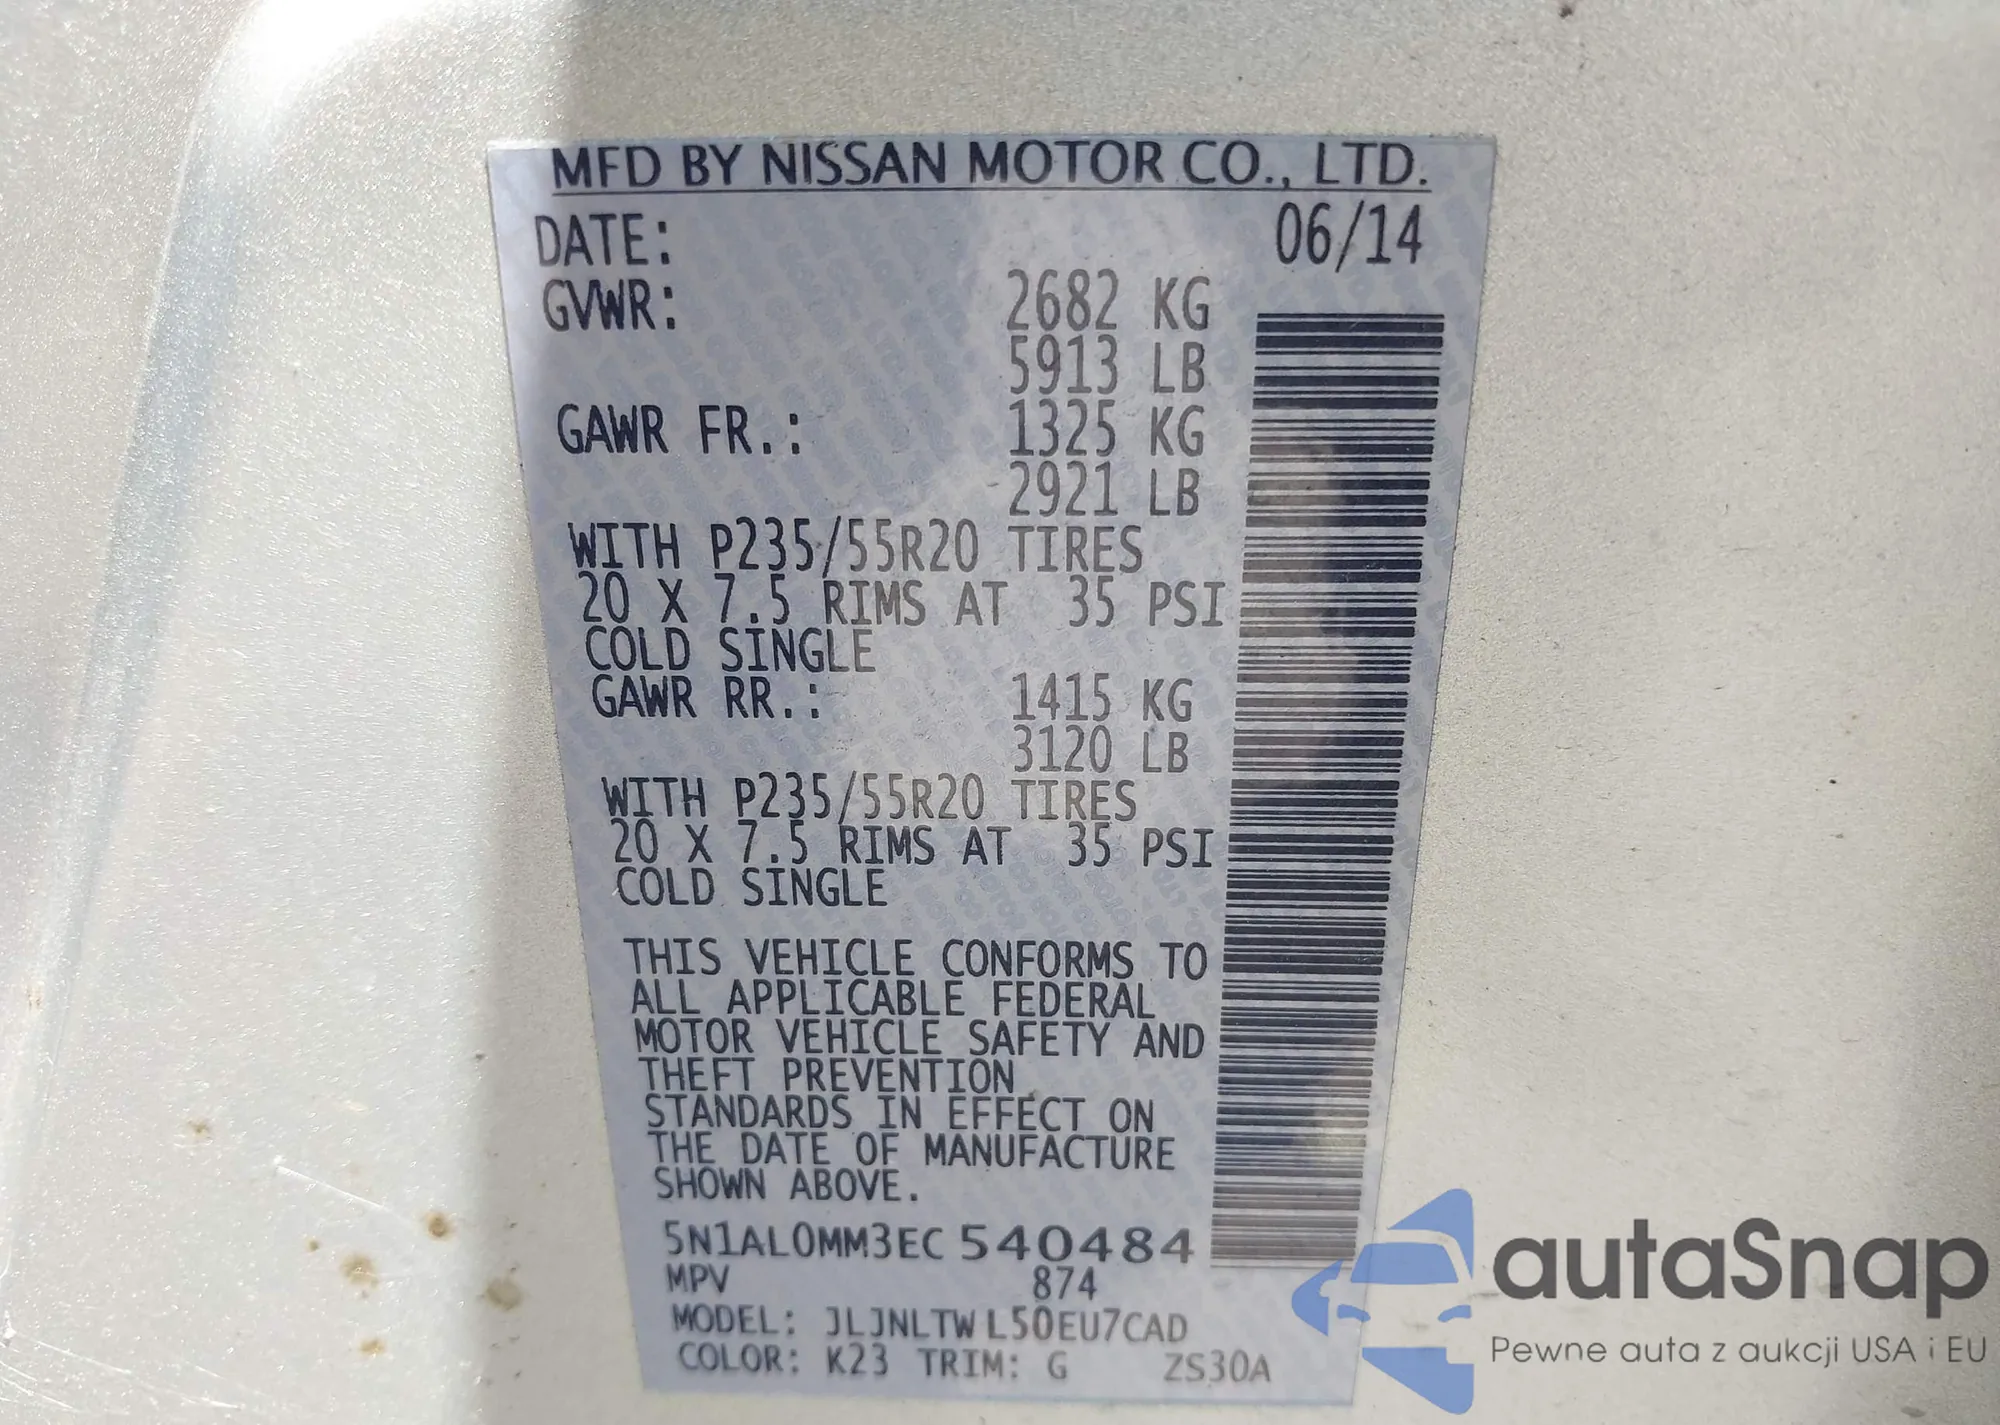 MFD BY NISSAN MOTOR CO., LTD.
DATE: 06/14
GVWR: 2682 KG
5913 LB
GAWR FR.: 1325 KG
2921 LB
WITH P235/55R20 TIRES
20 X 7.5 RIMS AT 35 PSI
COLD SINGLE
GAWR RR.: 1415 KG
3120 LB
WITH P235/55R20 TIRES
20 X 7.5 RIMS AT 35 PSI
COLD SINGLE
THIS VEHICLE CONFORMS TO
ALL APPLICABLE FEDERAL
MOTOR VEHICLE SAFETY AND
THEFT PREVENTION
STANDARDS IN EFFECT ON
THE DATE OF MANUFACTURE
SHOWN ABOVE.
5N1AL0MM3EC 540484
MPV 874
MODEL: JLJNLTW L50EU7CAD
COLOR: K23 TRIM: G ZS30A
autaSnap
Pewne auta z aukcji USA i EU